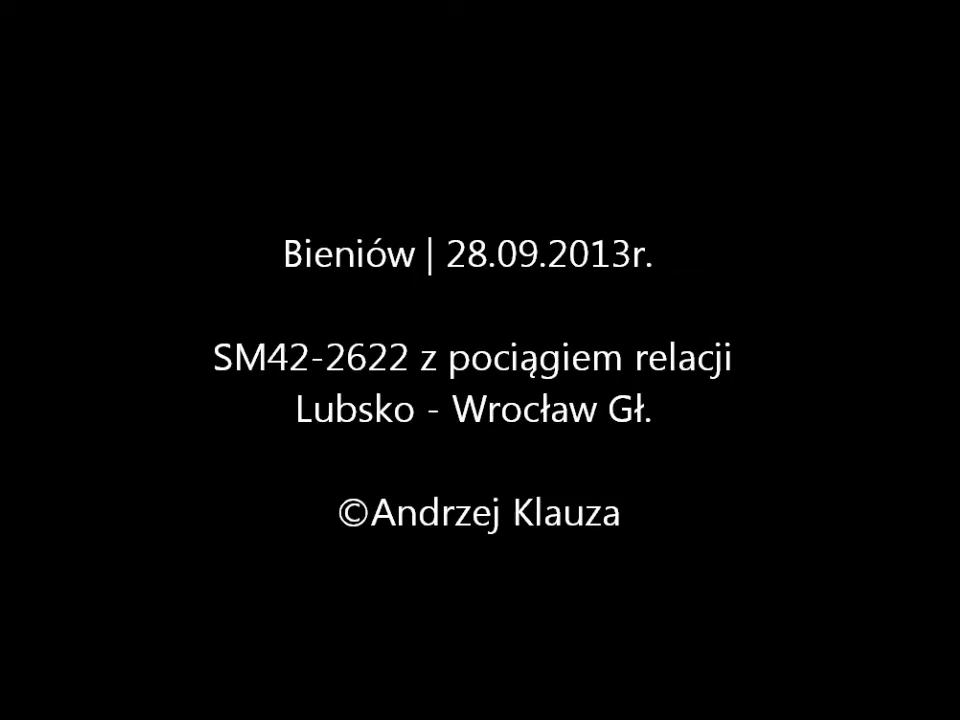 Bieniów | 28.09.2013r.
SM42-2622 z pociągiem relacji
Lubsko - Wrocław Gł.
©Andrzej Klauza